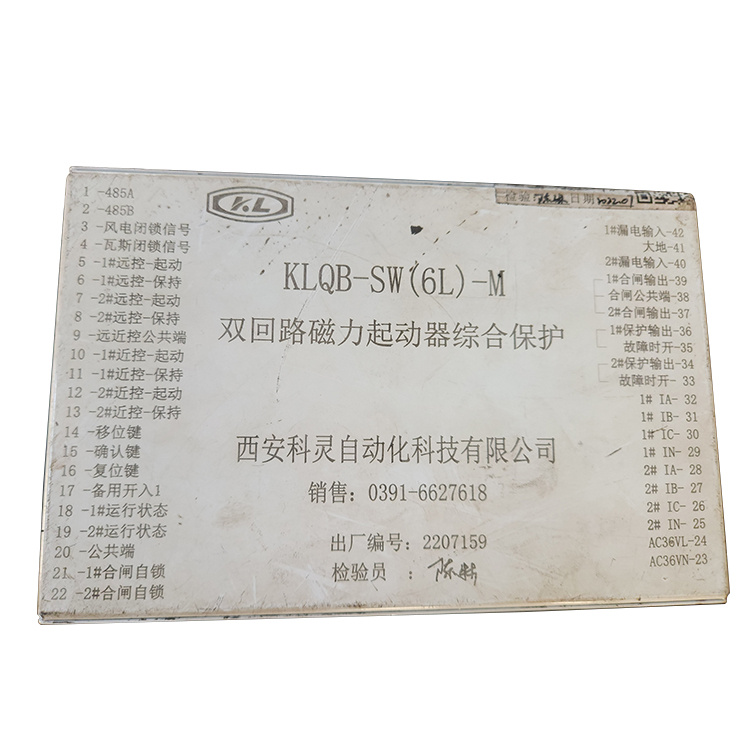 1 -485A
2 -485B
3 -风电闭锁信号
4 -瓦斯闭锁信号
5 -1#远控-起动
6 -1#远控-保持
7 -2#远控-起动
8 -2#远控-保持
9 -远近控公共端
10 -1#近控-起动
11 -1#近控-保持
12 -2#近控-起动
13 -2#近控-保持
14 -移位键
15 -确认键
16 -复位键
17 -备用开入1
18 -1#运行状态
19 -2#运行状态
20 -公共端
21 -1#合闸自锁
22 -2#合闸自锁
KL
KLQB-SW(6L)-M
双回路磁力起动器综合保护
西安科灵自动化科技有限公司
销售：0391-6627618
出厂编号：2207159
检验员 ：
检验 日期
1#漏电输入-42
大地-41
2#漏电输入-40
1#合闸输出-39
合闸公共端-38
2#合闸输出-37
1#保护输出-36
故障时开-35
2#保护输出-34
故障时开- 33
1# IA- 32
1# IB- 31
1# IC- 30
1# IN- 29
2# IA- 28
2# IB- 27
2# IC- 26
2# IN- 25
AC36VL-24
AC36VN-23